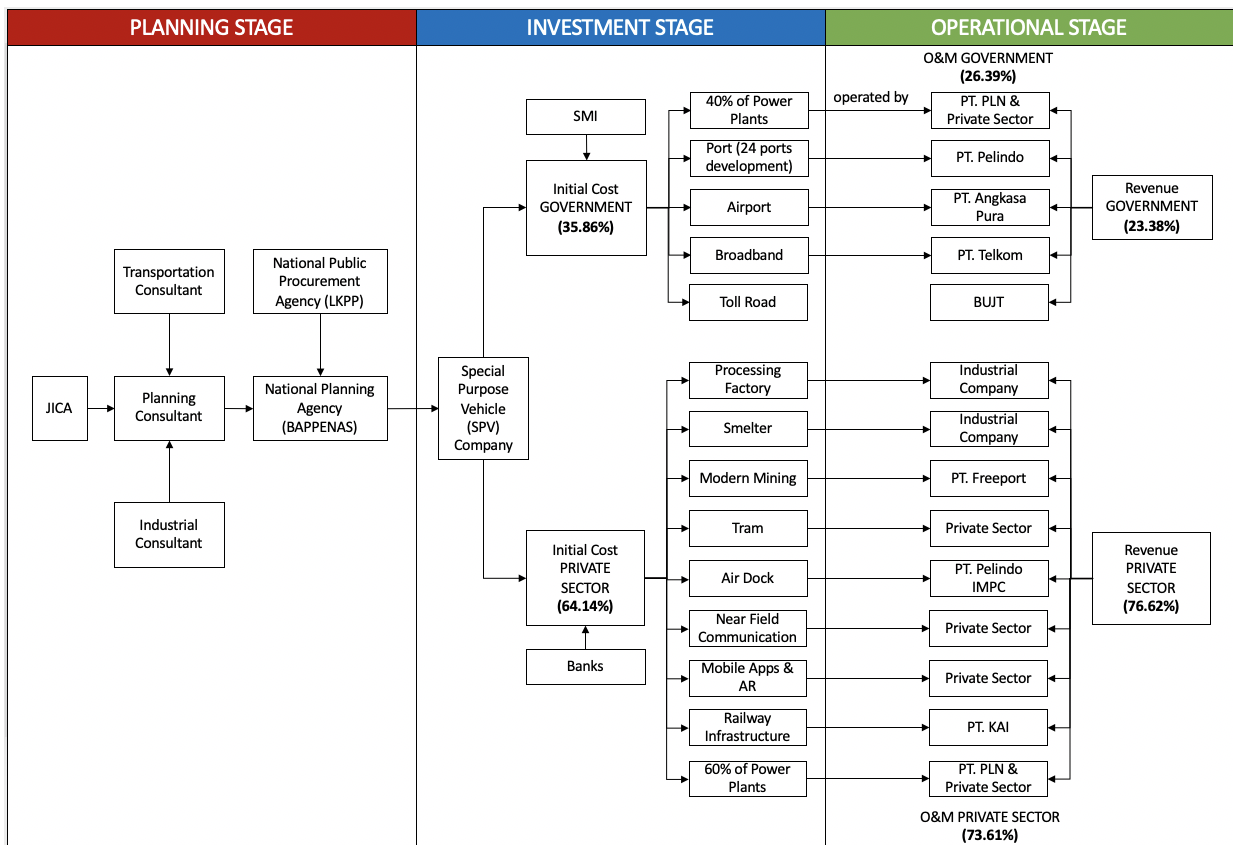 PLANNING STAGE
INVESTMENT STAGE
OPERATIONAL STAGE
JICA
Transportation
Consultant
Planning
Consultant
Industrial
Consultant
National Public
Procurement
Agency (LKPP)
National Planning
Agency
(BAPPENAS)
Special
Purpose
Vehicle
(SPV)
Company
SMI
Initial Cost
GOVERNMENT
(35.86%)
Initial Cost
PRIVATE
SECTOR
(64.14%)
Banks
40% of Power
Plants
Port (24 ports
development)
Airport
Broadband
Toll Road
Processing
Factory
Smelter
Modern Mining
Tram
Air Dock
Near Field
Communication
Mobile Apps &
AR
Railway
Infrastructure
60% of Power
Plants
operated by
O&M GOVERNMENT
(26.39%)
PT. PLN &
Private Sector
PT. Pelindo
PT. Angkasa
Pura
PT. Telkom
BUJT
Industrial
Company
Industrial
Company
PT. Freeport
Private Sector
PT. Pelindo
IMPC
Private Sector
Private Sector
PT. KAI
PT. PLN &
Private Sector
O&M PRIVATE SECTOR
(73.61%)
Revenue
GOVERNMENT
(23.38%)
Revenue
PRIVATE
SECTOR
(76.62%)